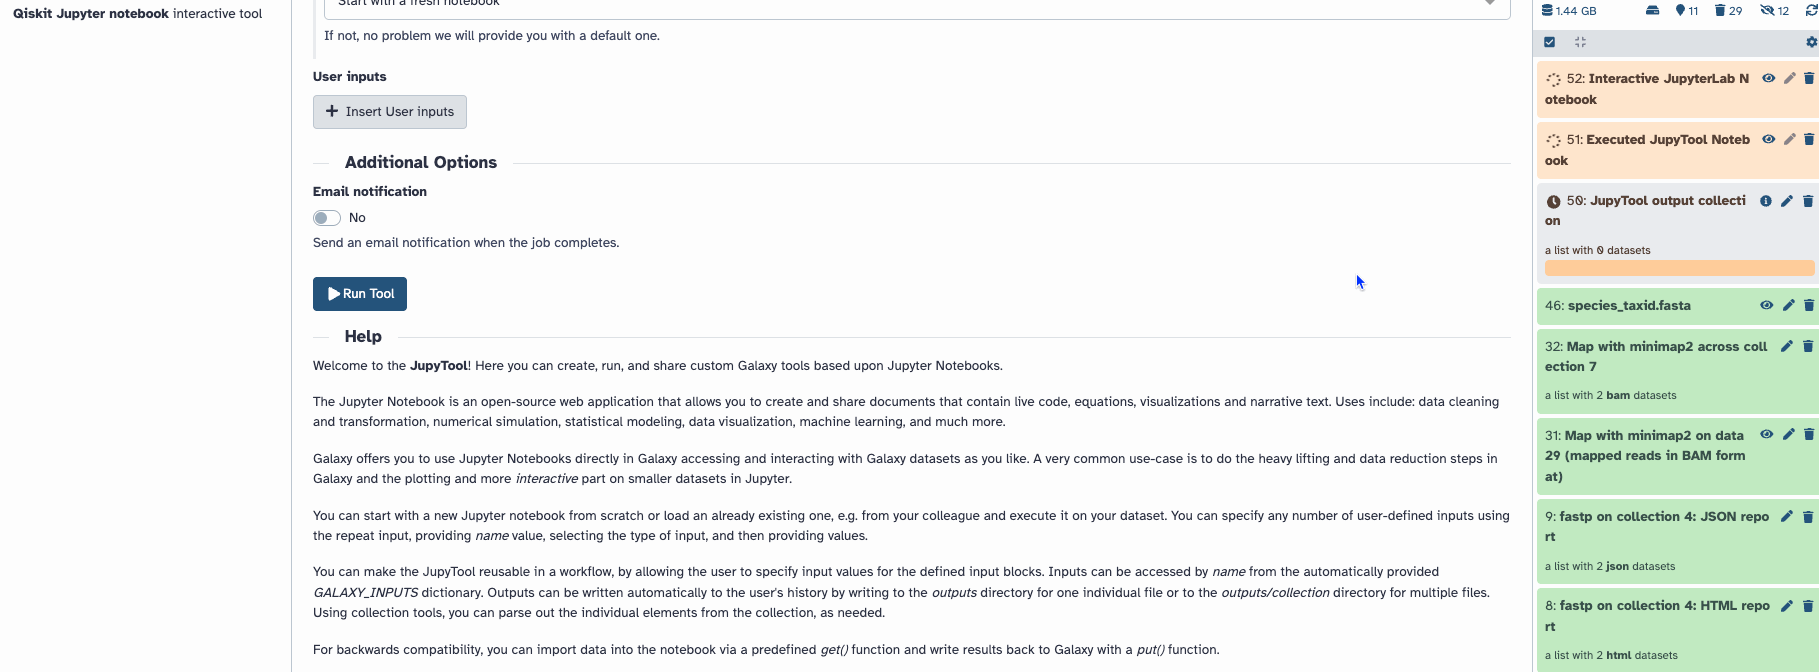 Qiskit Jupyter notebook interactive tool
Start with a fresh notebook
If not, no problem we will provide you with a default one.
User inputs
Insert User inputs
Additional Options
Email notification
No
Send an email notification when the job completes.
Run Tool
Help
Welcome to the JupyTool! Here you can create, run, and share custom Galaxy tools based upon Jupyter Notebooks.
The Jupyter Notebook is an open-source web application that allows you to create and share documents that contain live code, equations, visualizations and narrative text. Uses include: data cleaning
and transformation, numerical simulation, statistical modeling, data visualization, machine learning, and much more.
Galaxy offers you to use Jupyter Notebooks directly in Galaxy accessing and interacting with Galaxy datasets as you like. A very common use-case is to do the heavy lifting and data reduction steps in
Galaxy and the plotting and more interactive part on smaller datasets in Jupyter.
You can start with a new Jupyter notebook from scratch or load an already existing one, e.g. from your colleague and execute it on your dataset. You can specify any number of user-defined inputs using
the repeat input, providing name value, selecting the type of input, and then providing values.
You can make the JupyTool reusable in a workflow, by allowing the user to specify input values for the defined input blocks. Inputs can be accessed by name from the automatically provided
GALAXY_INPUTS dictionary. Outputs can be written automatically to the user's history by writing to the outputs directory for one individual file or to the outputs/collection directory for multiple files.
Using collection tools, you can parse out the individual elements from the collection, as needed.
For backwards compatibility, you can import data into the notebook via a predefined get() function and write results back to Galaxy with a put() function.
1.44 GB 11 29 12
52: Interactive JupyterLab N
otebook
51: Executed JupyTool Noteb
ook
50: JupyTool output collecti
on
a list with 0 datasets
46: species_taxid.fasta
32: Map with minimap2 across coll
ection 7
a list with 2 bam datasets
31: Map with minimap2 on data
29 (mapped reads in BAM form
at)
9: fastp on collection 4: JSON repo
rt
a list with 2 json datasets
8: fastp on collection 4: HTML repo
rt
a list with 2 html datasets